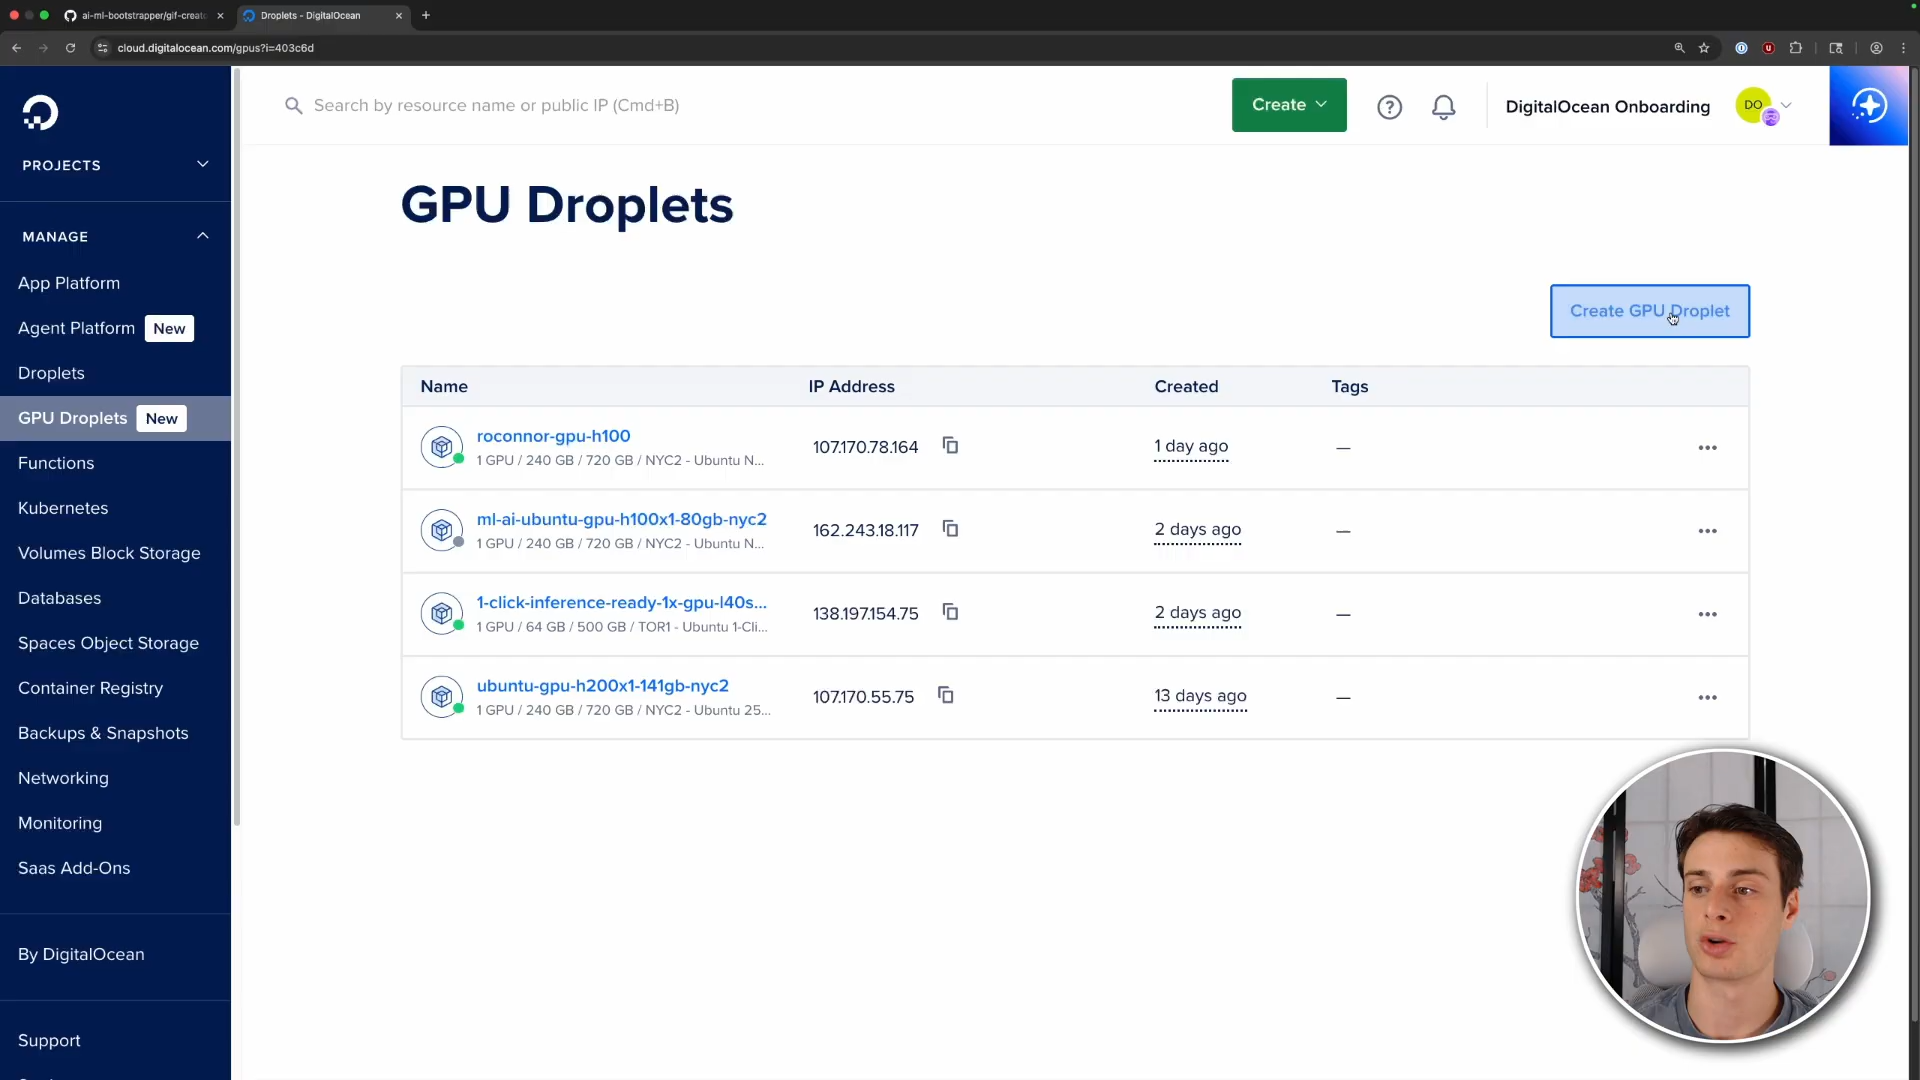 ai-ml-bootstrapper/gif-creato
Droplets - DigitalOcean
cloud.digitalocean.com/gpus?i=403c6d
PROJECTS
MANAGE
App Platform
Agent Platform New
Droplets
GPU Droplets New
Functions
Kubernetes
Volumes Block Storage
Databases
Spaces Object Storage
Container Registry
Backups & Snapshots
Networking
Monitoring
Saas Add-Ons
By DigitalOcean
Support
Search by resource name or public IP (Cmd+B)
Create
DigitalOcean Onboarding
DO
GPU Droplets
Create GPU Droplet
Name IP Address Created Tags
roconnor-gpu-h100
1 GPU / 240 GB / 720 GB / NYC2 - Ubuntu N...
107.170.78.164
1 day ago
—
ml-ai-ubuntu-gpu-h100x1-80gb-nyc2
1 GPU / 240 GB / 720 GB / NYC2 - Ubuntu N...
162.243.18.117
2 days ago
—
1-click-inference-ready-1x-gpu-l40s...
1 GPU / 64 GB / 500 GB / TOR1 - Ubuntu 1-Cli...
138.197.154.75
2 days ago
—
ubuntu-gpu-h200x1-141gb-nyc2
1 GPU / 240 GB / 720 GB / NYC2 - Ubuntu 25...
107.170.55.75
13 days ago
—